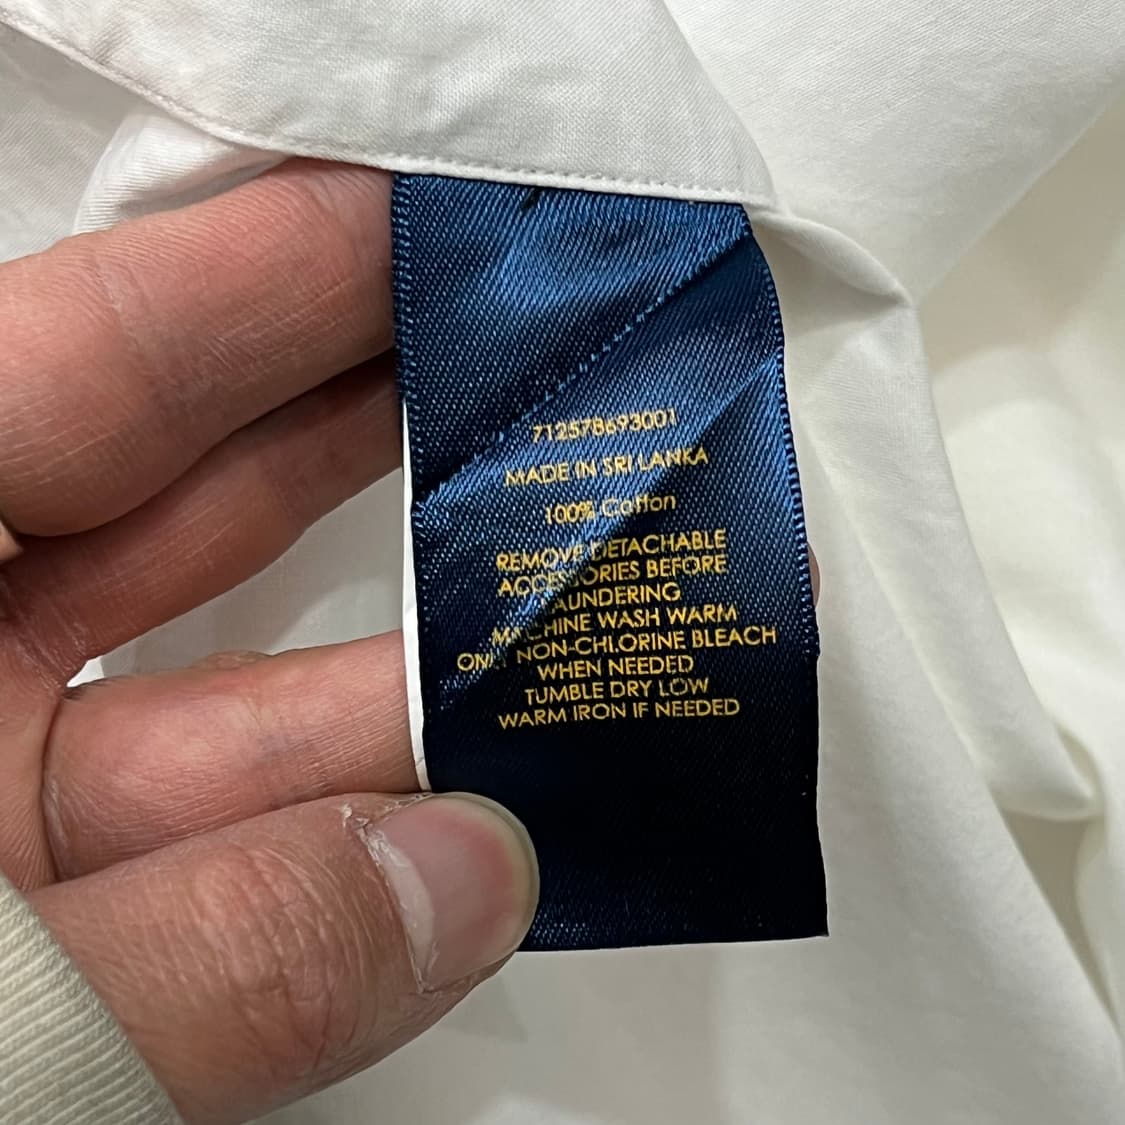 712578693001
MADE IN SRI LANKA
100% Cotton
REMOVE DETACHABLE
ACCESSORIES BEFORE
LAUNDERING
MACHINE WASH WARM
ONLY NON-CHLORINE BLEACH
WHEN NEEDED
TUMBLE DRY LOW
WARM IRON IF NEEDED